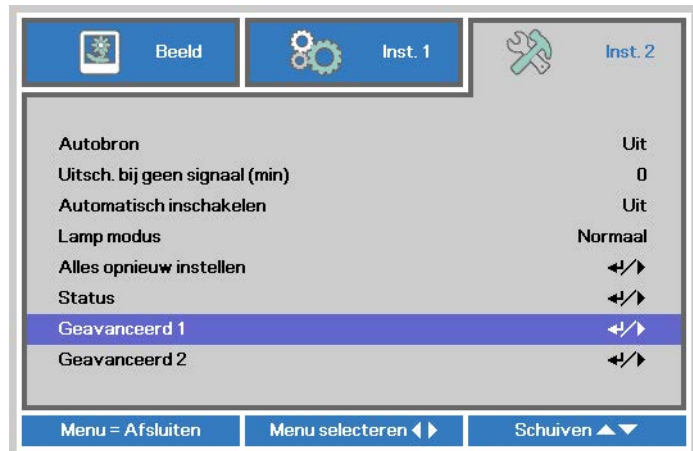 Beeld
Inst. 1
Inst. 2
Autobron Uit
Uitsch. bij geen signaal (min) 0
Automatisch inschakelen Uit
Lamp modus Normaal
Alles opnieuw instellen ↵/▶
Status ↵/▶
Geavanceerd 1 ↵/▶
Geavanceerd 2 ↵/▶
Menu = Afsluiten
Menu selecteren ◀ ▶
Schuiven ▲▼